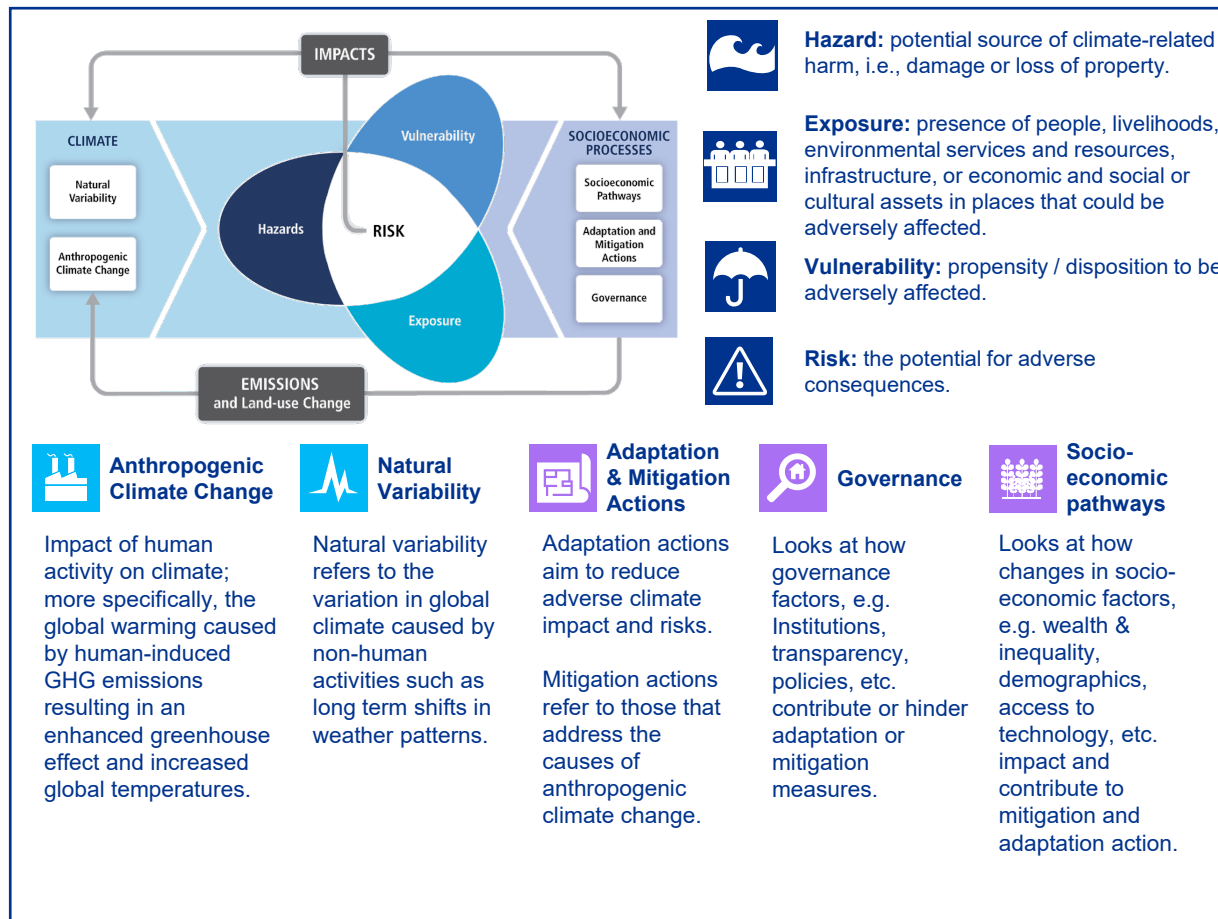 IMPACTS
CLIMATE
Natural
Variability
Anthropogenic
Climate Change
Vulnerability
Hazards
RISK
Exposure
SOCIOECONOMIC
PROCESSES
Socioeconomic
Pathways
Adaptation and
Mitigation
Actions
Governance
EMISSIONS
and Land-use Change
Hazard: potential source of climate-related
harm, i.e., damage or loss of property.
Exposure: presence of people, livelihoods,
environmental services and resources,
infrastructure, or economic and social or
cultural assets in places that could be
adversely affected.
Vulnerability: propensity / disposition to be
adversely affected.
Risk: the potential for adverse
consequences.
Anthropogenic
Climate Change
Impact of human
activity on climate;
more specifically, the
global warming caused
by human-induced
GHG emissions
resulting in an
enhanced greenhouse
effect and increased
global temperatures.
Natural
Variability
Natural variability
refers to the
variation in global
climate caused by
non-human
activities such as
long term shifts in
weather patterns.
Adaptation
& Mitigation
Actions
Adaptation actions
aim to reduce
adverse climate
impact and risks.
Mitigation actions
refer to those that
address the
causes of
anthropogenic
climate change.
Governance
Looks at how
governance
factors, e.g.
Institutions,
transparency,
policies, etc.
contribute or hinder
adaptation or
mitigation
measures.
Socio-
economic
pathways
Looks at how
changes in socio-
economic factors,
e.g. wealth &
inequality,
demographics,
access to
technology, etc.
impact and
contribute to
mitigation and
adaptation action.